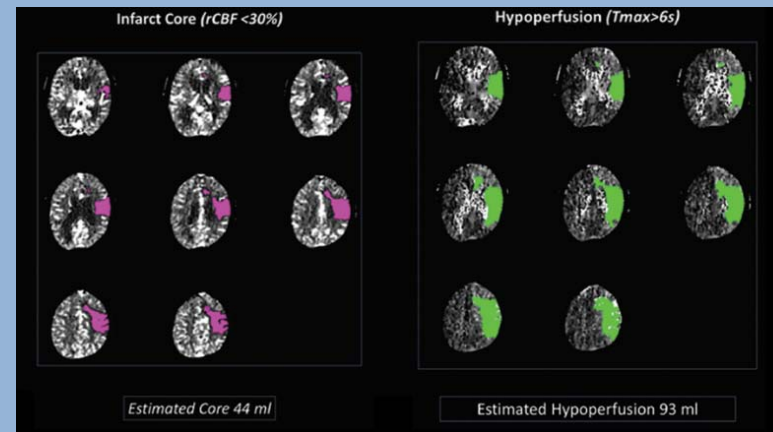 Infarct Core (rCBF <30%)
Hypoperfusion (Tmax>6s)
Estimated Core 44 ml
Estimated Hypoperfusion 93 ml